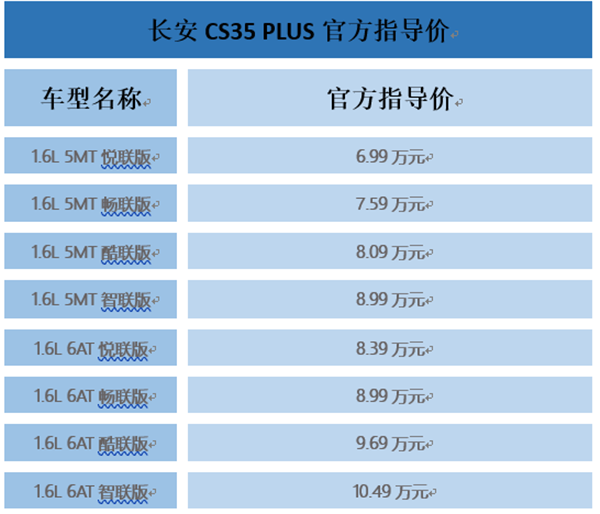 长安 CS35 PLUS 官方指导价
车型名称 官方指导价
1.6L 5MT 悦联版 6.99 万元
1.6L 5MT 畅联版 7.59 万元
1.6L 5MT 酷联版 8.09 万元
1.6L 5MT 智联版 8.99 万元
1.6L 6AT 悦联版 8.39 万元
1.6L 6AT 畅联版 8.99 万元
1.6L 6AT 酷联版 9.69 万元
1.6L 6AT 智联版 10.49 万元